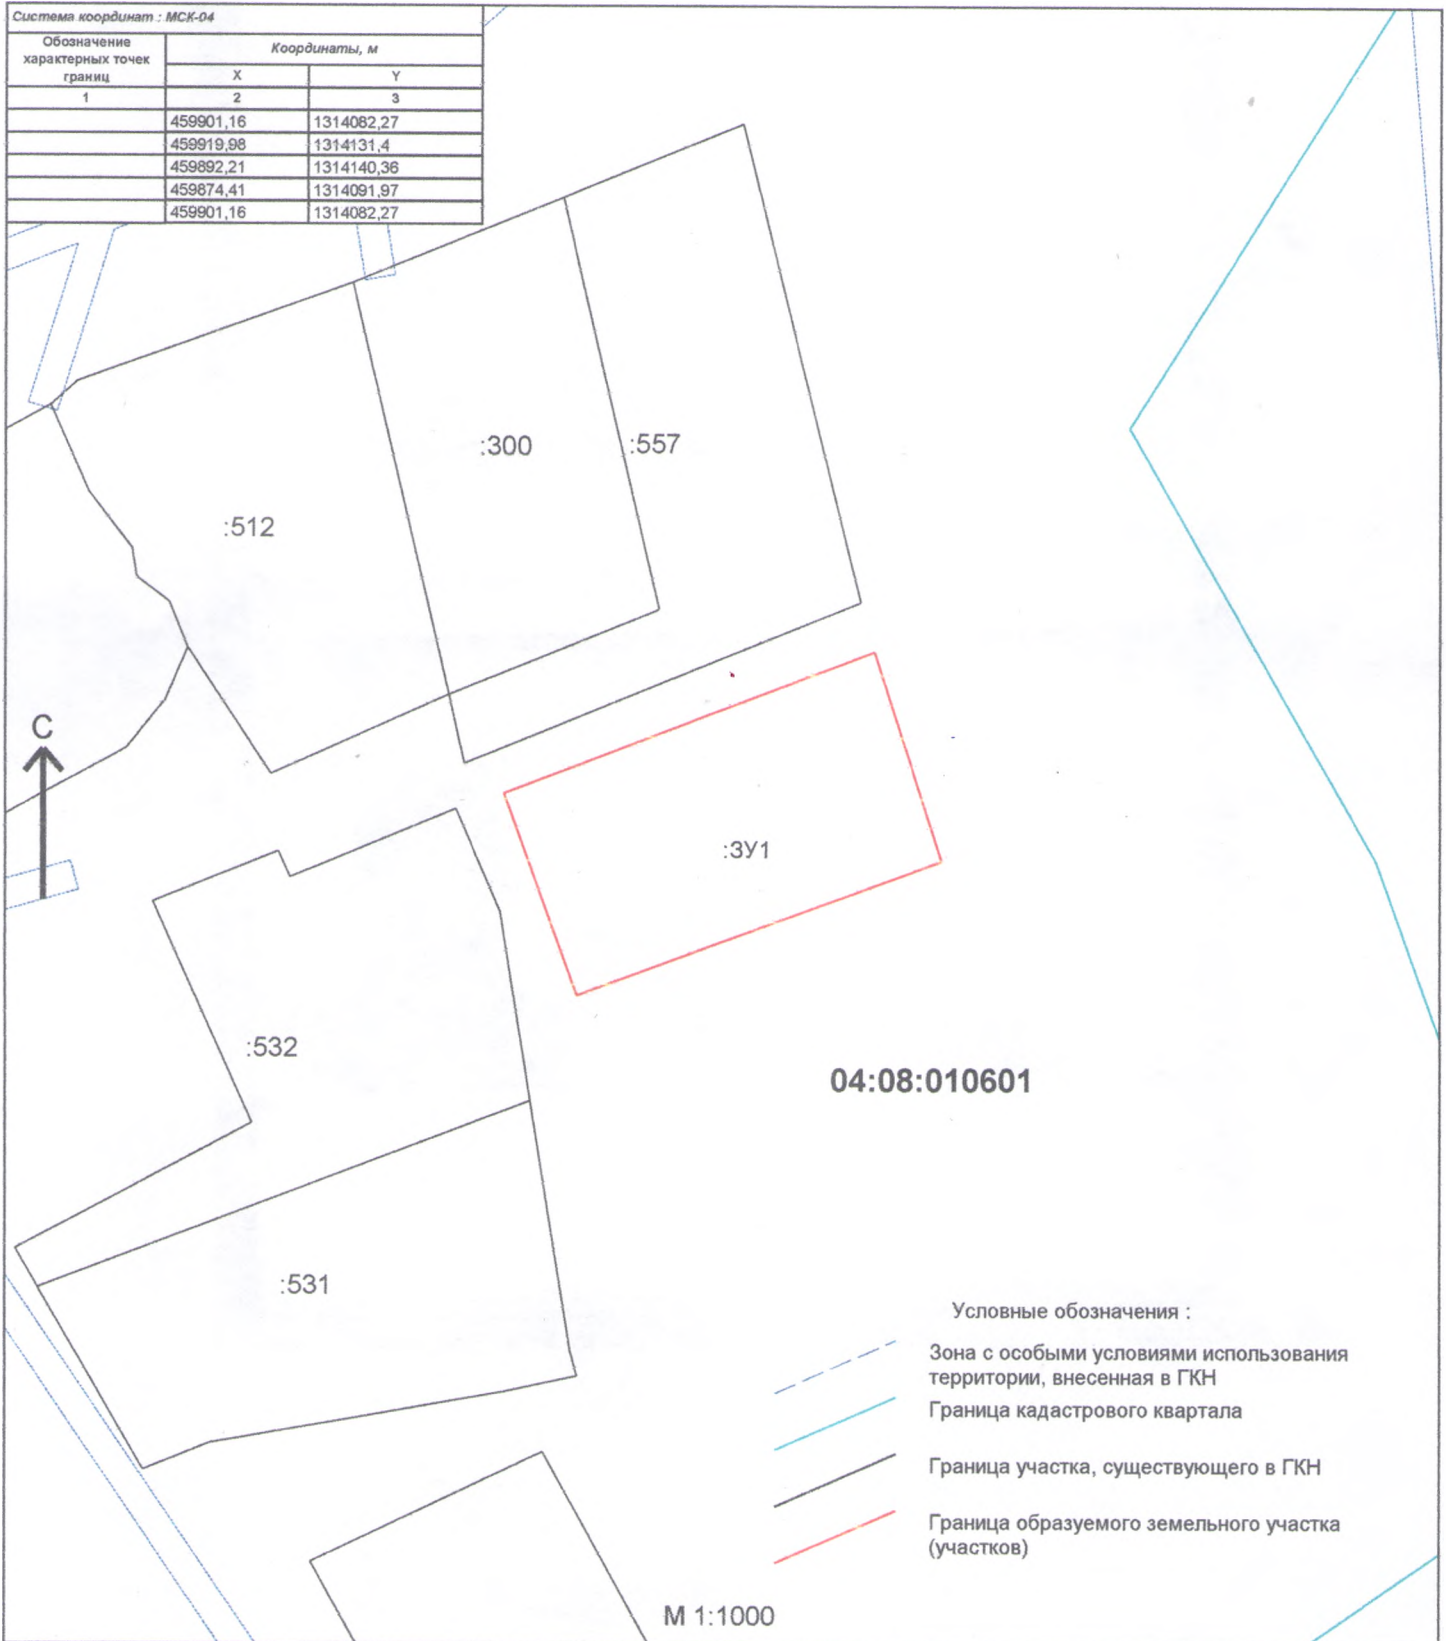 Система координат : МСК-04
Обозначение
характерных точек
границ
Координаты, м
X
Y
1
2
3
459901,16
1314082,27
459919,98
1314131,4
459892,21
1314140,36
459874,41
1314091,97
459901,16
1314082,27
:300
:557
:512
С
:ЗУ1
:532
04:08:010601
:531
Условные обозначения :
Зона с особыми условиями использования
территории, внесенная в ГКН
Граница кадастрового квартала
Граница участка, существующего в ГКН
Граница образуемого земельного участка
(участков)
М 1:1000